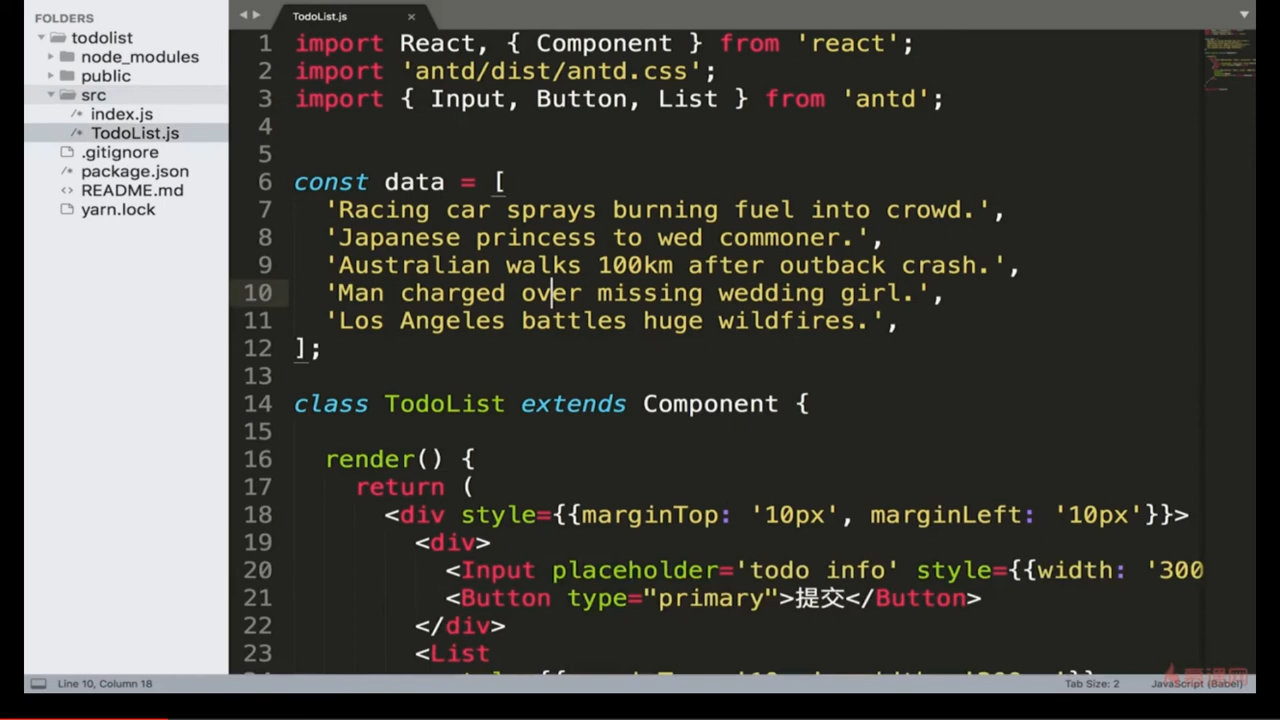 FOLDERS
todolist
node_modules
public
src
index.js
TodoList.js
.gitignore
package.json
README.md
yarn.lock
TodoList.js
1 import React, { Component } from 'react';
2 import 'antd/dist/antd.css';
3 import { Input, Button, List } from 'antd';
4
5
6 const data = [
7 'Racing car sprays burning fuel into crowd.',
8 'Japanese princess to wed commoner.',
9 'Australian walks 100km after outback crash.',
10 'Man charged over missing wedding girl.',
11 'Los Angeles battles huge wildfires.',
12 ];
13
14 class TodoList extends Component {
15
16 render() {
17 return (
18 <div style={{marginTop: '10px', marginLeft: '10px'}}>
19 <div>
20 <Input placeholder='todo info' style={{width: '300
21 <Button type="primary">提交</Button>
22 </div>
23 <List
Line 10, Column 18
Tab Size: 2
JavaScript (Babel)
慕课网